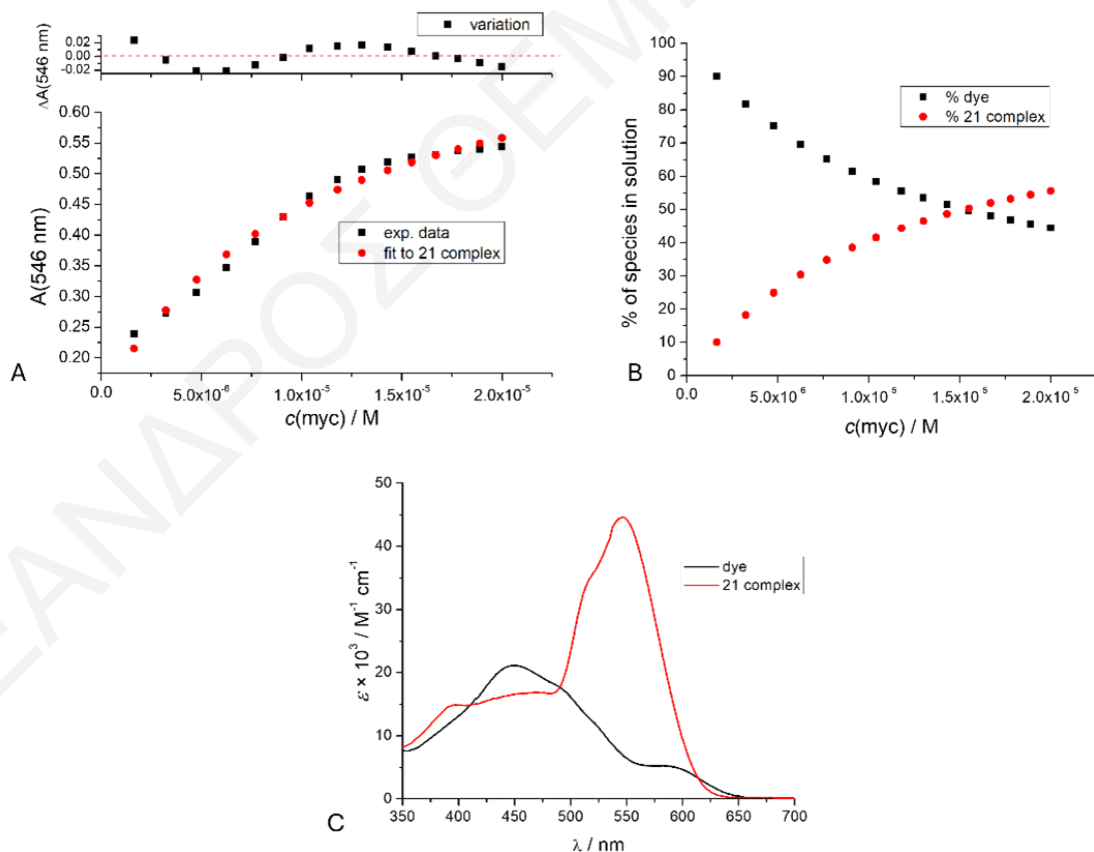 ΕΑΝΔΡΟΣ ΘΕΜ
variation
ΔA(546 nm)
0.02
0.00
-0.02
A(546 nm)
0.60
0.55
0.50
0.45
0.40
0.35
0.30
0.25
0.20
exp. data
fit to 21 complex
0.0 5.0x10⁻⁶ 1.0x10⁻⁵ 1.5x10⁻⁵ 2.0x10⁻⁵
c(myc) / M
A
% of species in solution
100
90
80
70
60
50
40
30
20
10
0
% dye
% 21 complex
0.0 5.0x10⁶ 1.0x10⁵ 1.5x10⁵ 2.0x10⁵
c(myc) / M
B
ε × 10³ / M⁻¹ cm⁻¹
50
40
30
20
10
0
dye
21 complex
350 400 450 500 550 600 650 700
λ / nm
C